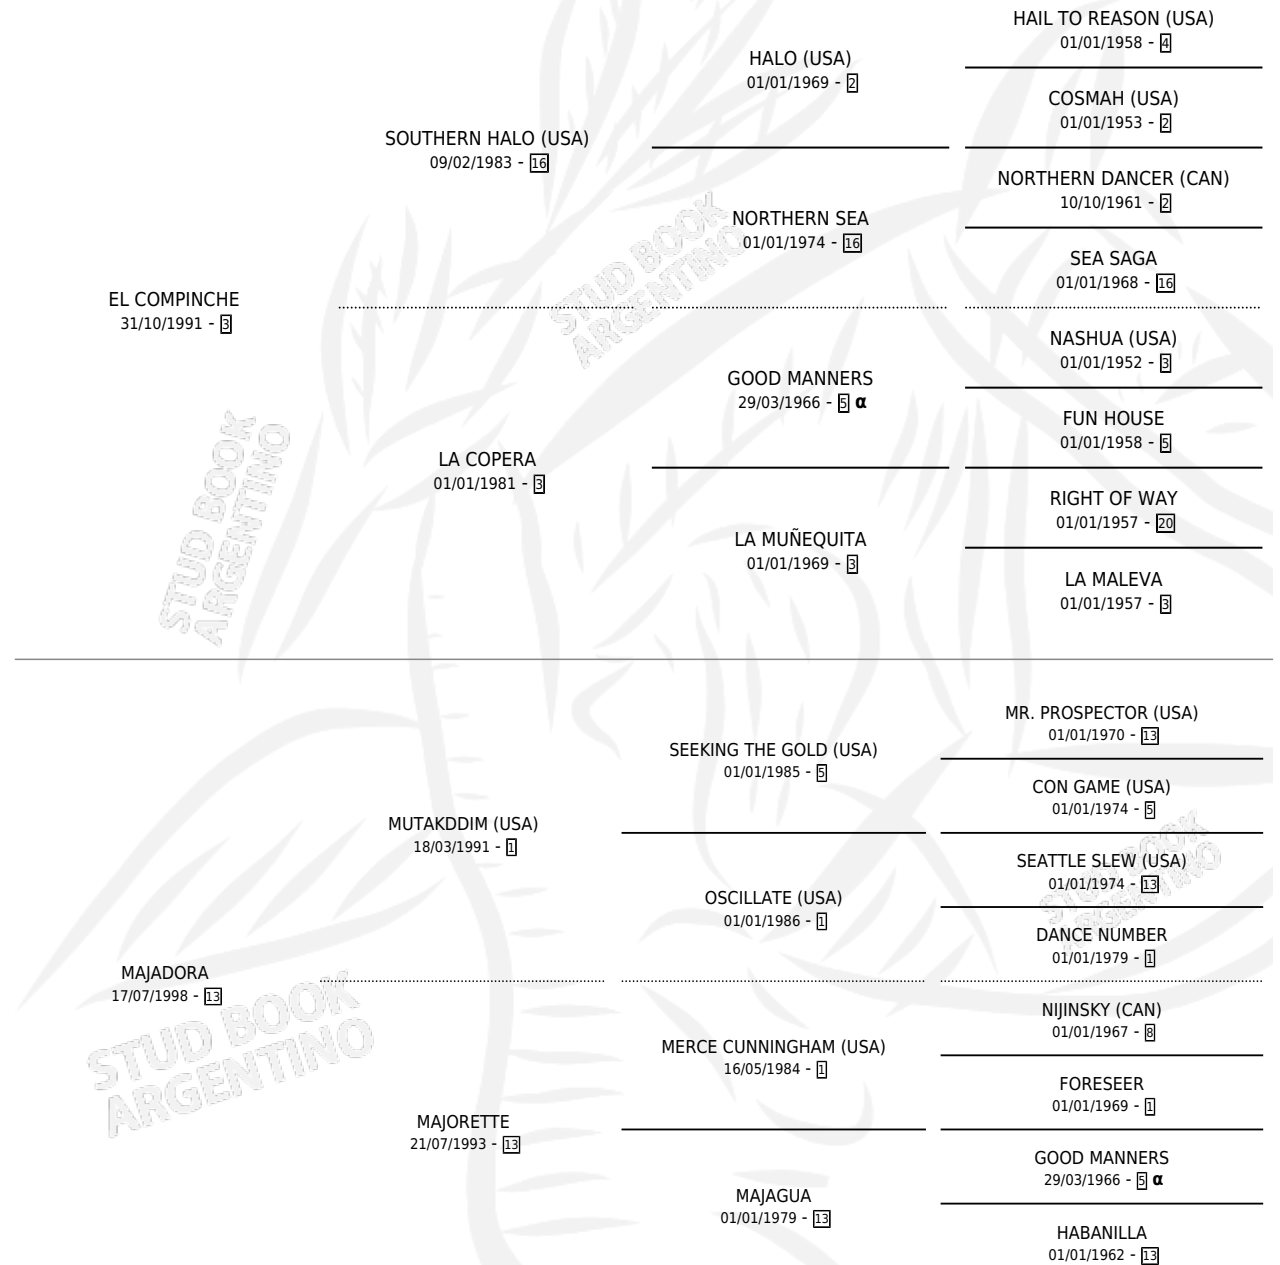 HAIL TO REASON (USA)
01/01/1958 - 4
HALO (USA)
01/01/1969 - 2
COSMAH (USA)
01/01/1953 - 2
SOUTHERN HALO (USA)
09/02/1983 - 16
NORTHERN DANCER (CAN)
10/10/1961 - 2
NORTHERN SEA
01/01/1974 - 16
SEA SAGA
01/01/1968 - 16
EL COMPINCHE
31/10/1991 - 3
NASHUA (USA)
01/01/1952 - 3
GOOD MANNERS
29/03/1966 - 5 α
FUN HOUSE
01/01/1958 - 5
LA COPERA
01/01/1981 - 3
RIGHT OF WAY
01/01/1957 - 20
LA MUÑEQUITA
01/01/1969 - 3
LA MALEVA
01/01/1957 - 3
MR. PROSPECTOR (USA)
01/01/1970 - 13
SEEKING THE GOLD (USA)
01/01/1985 - 5
CON GAME (USA)
01/01/1974 - 5
MUTAKDDIM (USA)
18/03/1991 - 1
SEATTLE SLEW (USA)
01/01/1974 - 13
OSCILLATE (USA)
01/01/1986 - 1
DANCE NUMBER
01/01/1979 - 1
MAJADORA
17/07/1998 - 13
NIJINSKY (CAN)
01/01/1967 - 8
MERCE CUNNINGHAM (USA)
16/05/1984 - 1
FORESEER
01/01/1969 - 1
MAJORETTE
21/07/1993 - 13
GOOD MANNERS
29/03/1966 - 5 α
MAJAGUA
01/01/1979 - 13
HABANILLA
01/01/1962 - 13
STUD BOOK
ARGENTINO
STUD BOOK
ARGENTINO
STUD BOOK
ARGENTINO
STUD BOOK
ARGENTINO